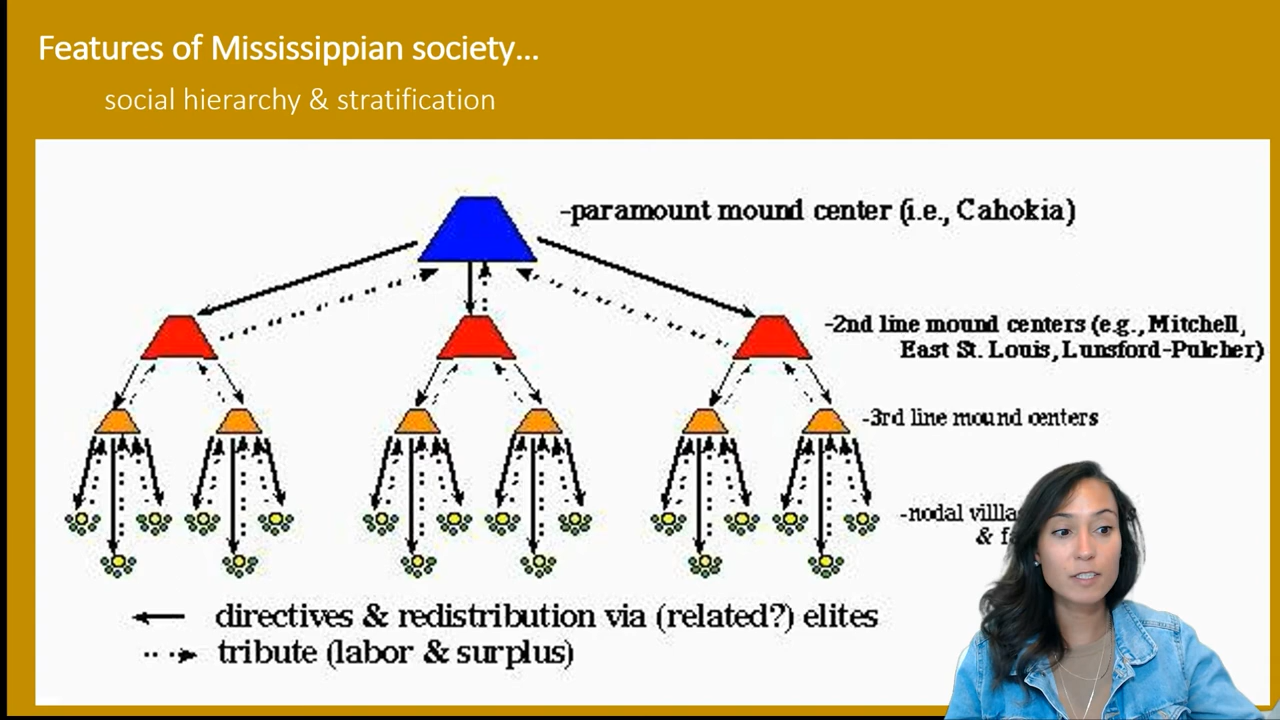 Features of Mississippian society…
social hierarchy & stratification
-paramount mound center (i.e., Cahokia)
-2nd line mound centers (e.g., Mitchell,
East St. Louis, Lunsford-Pulcher)
-3rd line mound centers
-nodal
&
directives & redistribution via (related?) elites
tribute (labor & surplus)